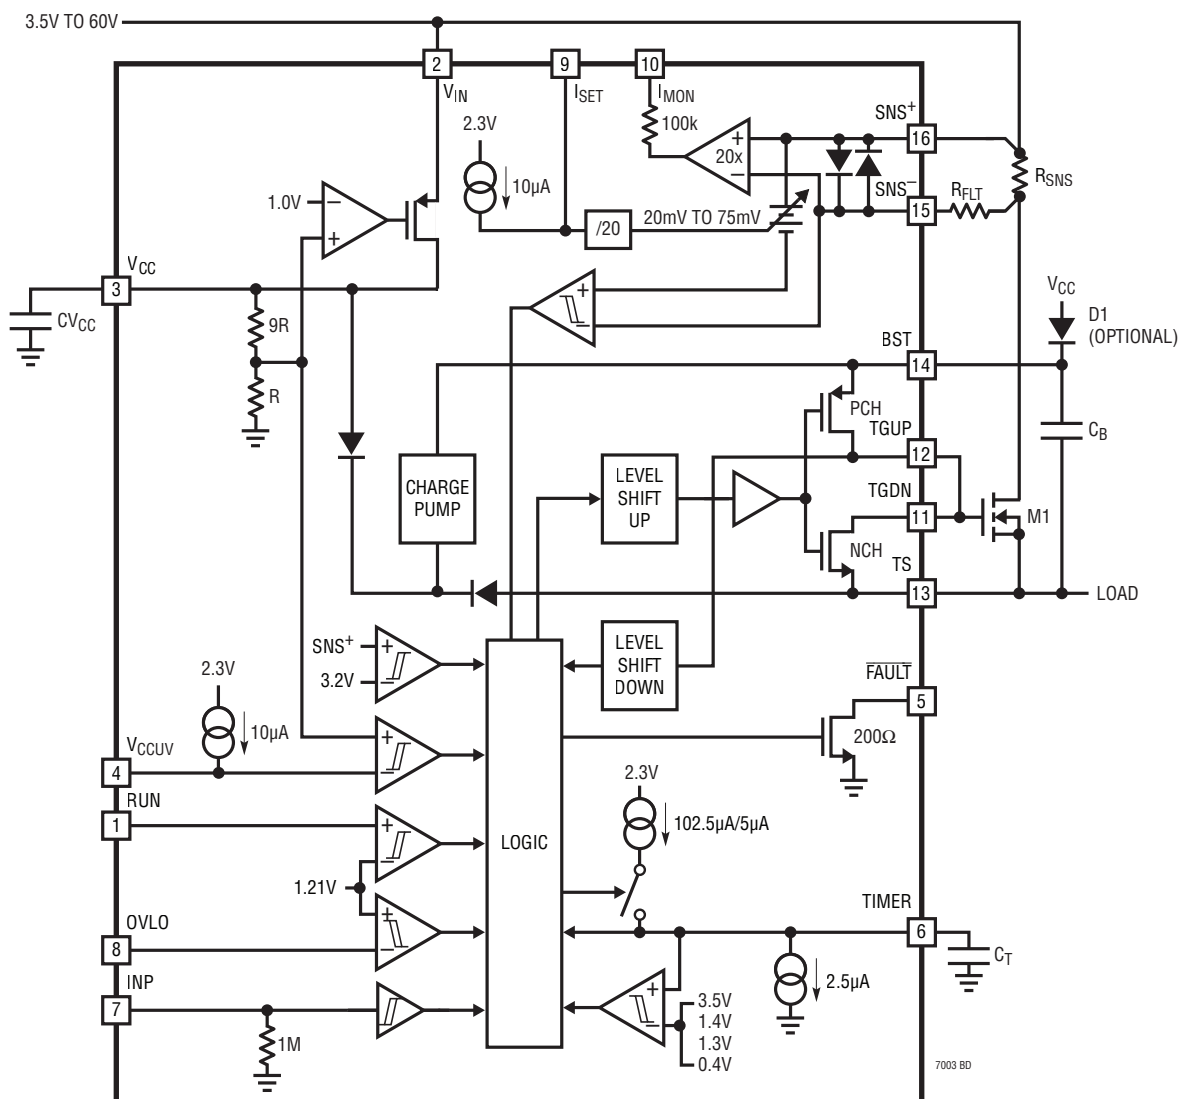 3.5V TO 60V
2
9
10
VIN
ISET
IMON
SNS+
2.3V
100k
16
+
20x
−
RSNS
10µA
SNS−
RFLT
1.0V
−
15
/20
20mV TO 75mV
+
VCC
3
+
VCC
CVCC
9R
−
D1
(OPTIONAL)
BST
14
R
PCH
TGUP
CB
12
CHARGE
PUMP
LEVEL
SHIFT
UP
TGDN
11
M1
NCH
TS
13
LOAD
SNS+
+
LEVEL
SHIFT
DOWN
3.2V
−
FAULT
2.3V
5
10µA
+
200Ω
VCCUV
4
−
2.3V
RUN
1
+
102.5µA/5µA
LOGIC
−
1.21V
TIMER
OVLO
+
6
8
−
CT
INP
2.5µA
7
+
3.5V
−
1.4V
1M
1.3V
0.4V
7003 BD